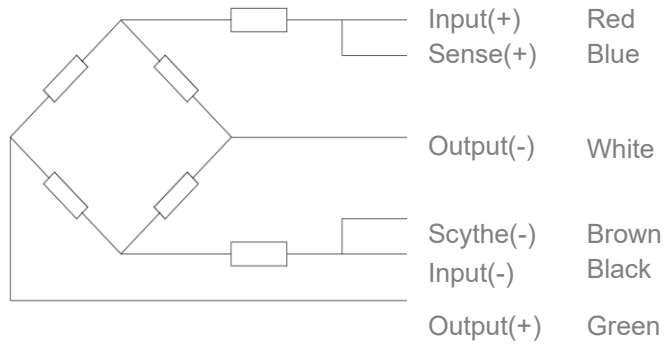 Input(+) Red
Sense(+) Blue
Output(-) White
Scythe(-) Brown
Input(-) Black
Output(+) Green